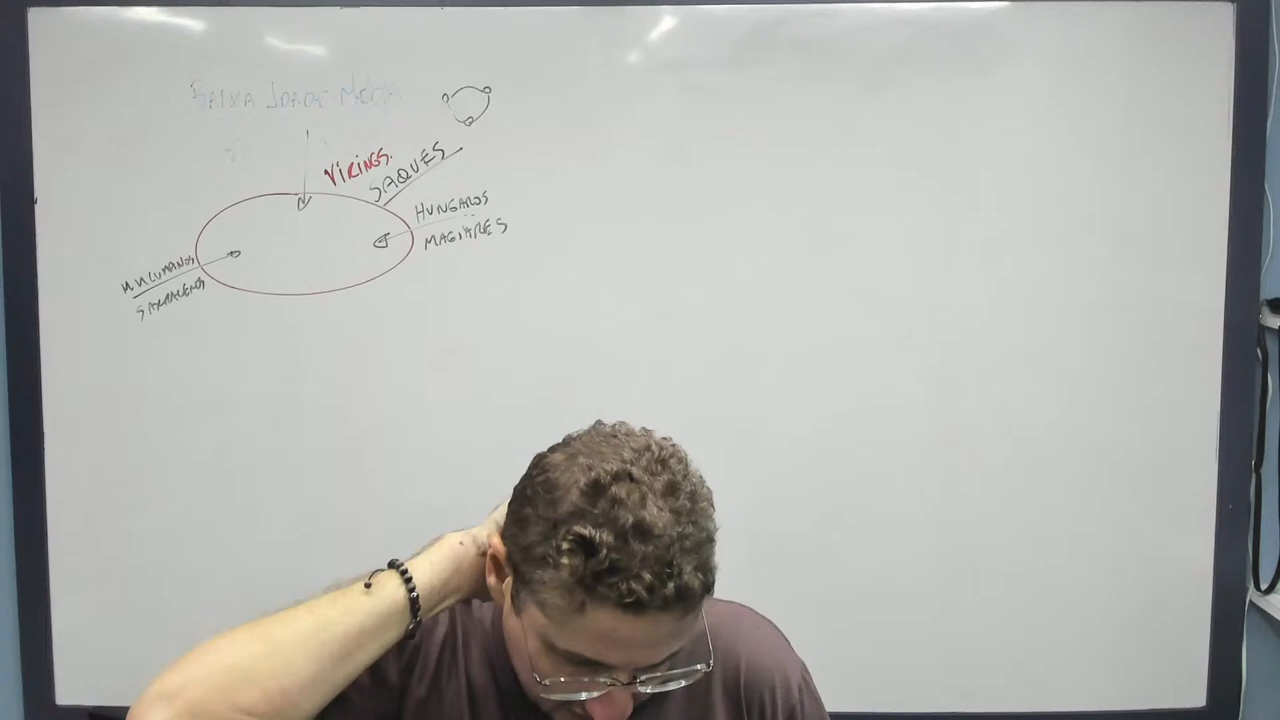 BAIXA IDADE MÉDIA
VIKINGS.
SAQUES
HUNGAROS
MAGIARES
MUÇULMANOS
SARRACENOS